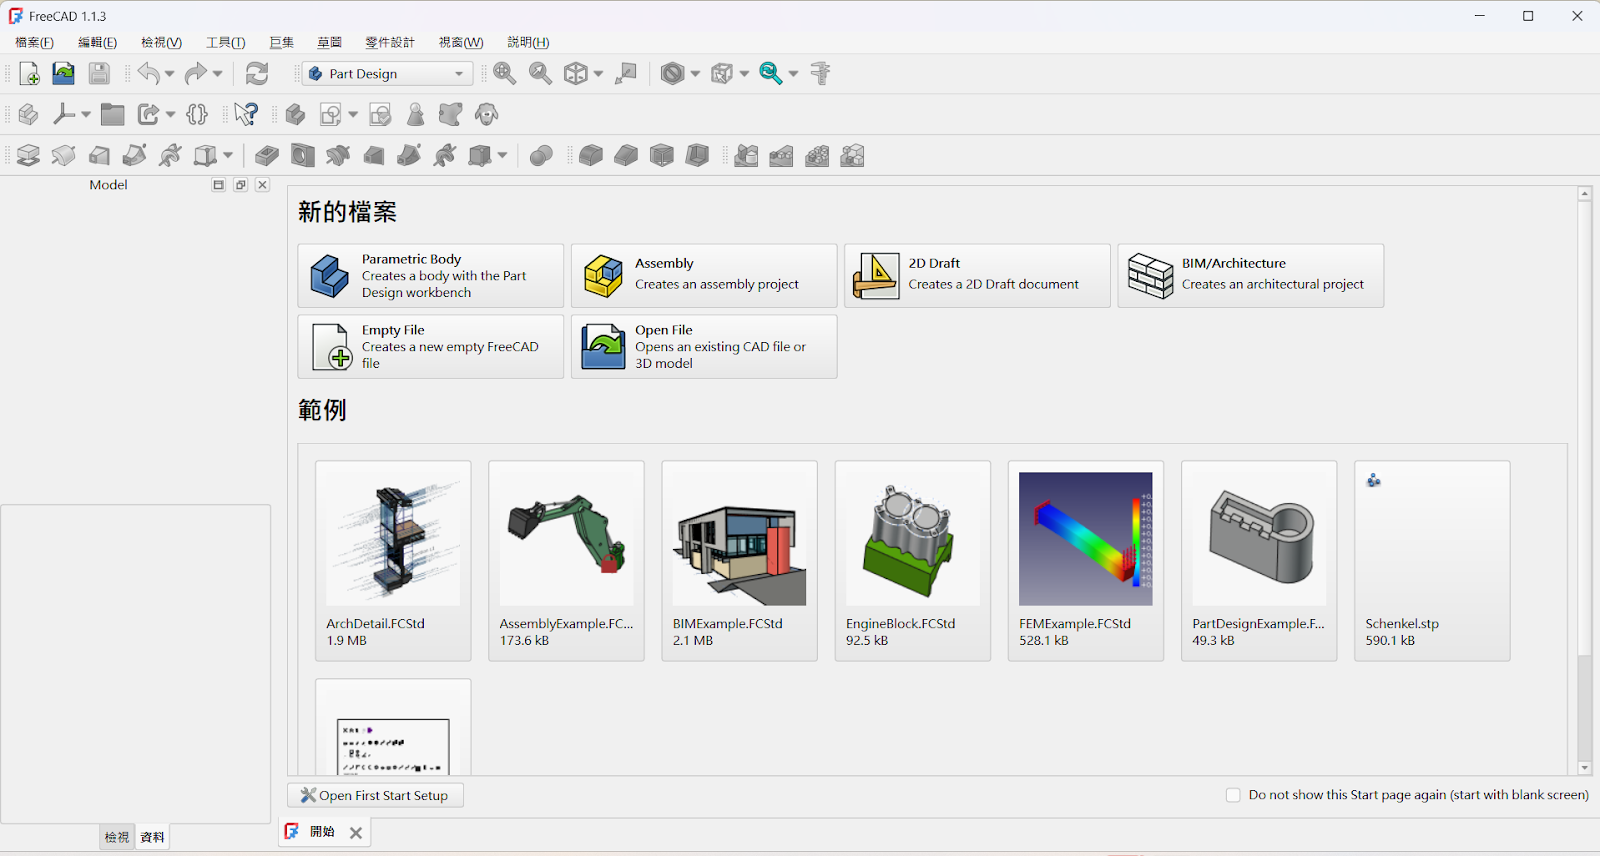 FreeCAD 1.1.3
檔案(F) 編輯(E) 檢視(V) 工具(T) 巨集 草圖 零件設計 視窗(W) 說明(H)
Part Design
Model
新的檔案
Parametric Body
Creates a body with the Part
Design workbench
Assembly
Creates an assembly project
2D Draft
Creates a 2D Draft document
BIM/Architecture
Creates an architectural project
Empty File
Creates a new empty FreeCAD
file
Open File
Opens an existing CAD file or
3D model
範例
ArchDetail.FCStd
1.9 MB
AssemblyExample.FC...
173.6 kB
BIMExample.FCStd
2.1 MB
EngineBlock.FCStd
92.5 kB
FEMExample.FCStd
528.1 kB
PartDesignExample.F...
49.3 kB
Schenkel.stp
590.1 kB
Open First Start Setup
Do not show this Start page again (start with blank screen)
檢視 資料
開始